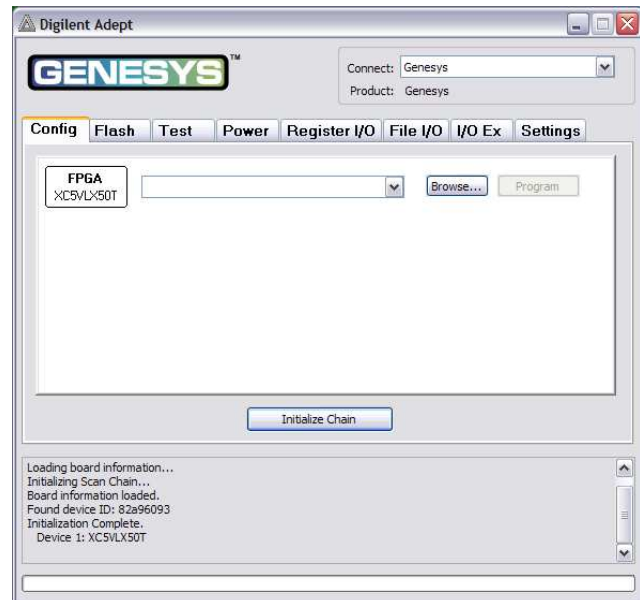 Digilent Adept
GENESYS™
Connect: Genesys
Product: Genesys
Config Flash Test Power Register I/O File I/O I/O Ex Settings
FPGA
XC5VLX50T
Browse... Program
Initialize Chain
Loading board information...
Initializing Scan Chain...
Board information loaded.
Found device ID: 82a96093
Initialization Complete.
Device 1: XC5VLX50T